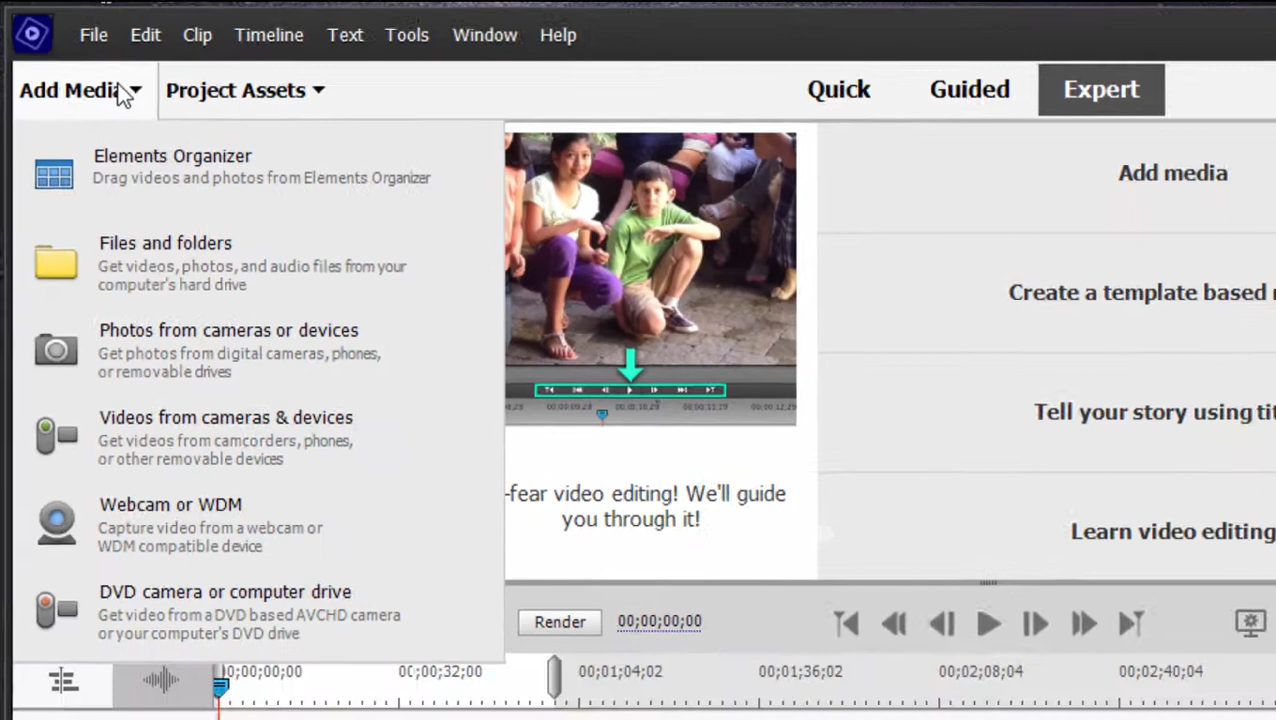 File Edit Clip Timeline Text Tools Window Help
Add Media Project Assets Quick Guided Expert
Elements Organizer
Drag videos and photos from Elements Organizer
Files and folders
Get videos, photos, and audio files from your
computer's hard drive
Photos from cameras or devices
Get photos from digital cameras, phones,
or removable drives
Videos from cameras & devices
Get videos from camcorders, phones,
or other removable devices
Webcam or WDM
Capture video from a webcam or
WDM compatible device
DVD camera or computer drive
Get video from a DVD based AVCHD camera
or your computer's DVD drive
-fear video editing! We'll guide
you through it!
Add media
Create a template based
Tell your story using
Learn video editing
Render 00;00;00;00
00;00;00;00 00;00;32;00 00;01;04;02 00;01;36;02 00;02;08;04 00;02;40;04